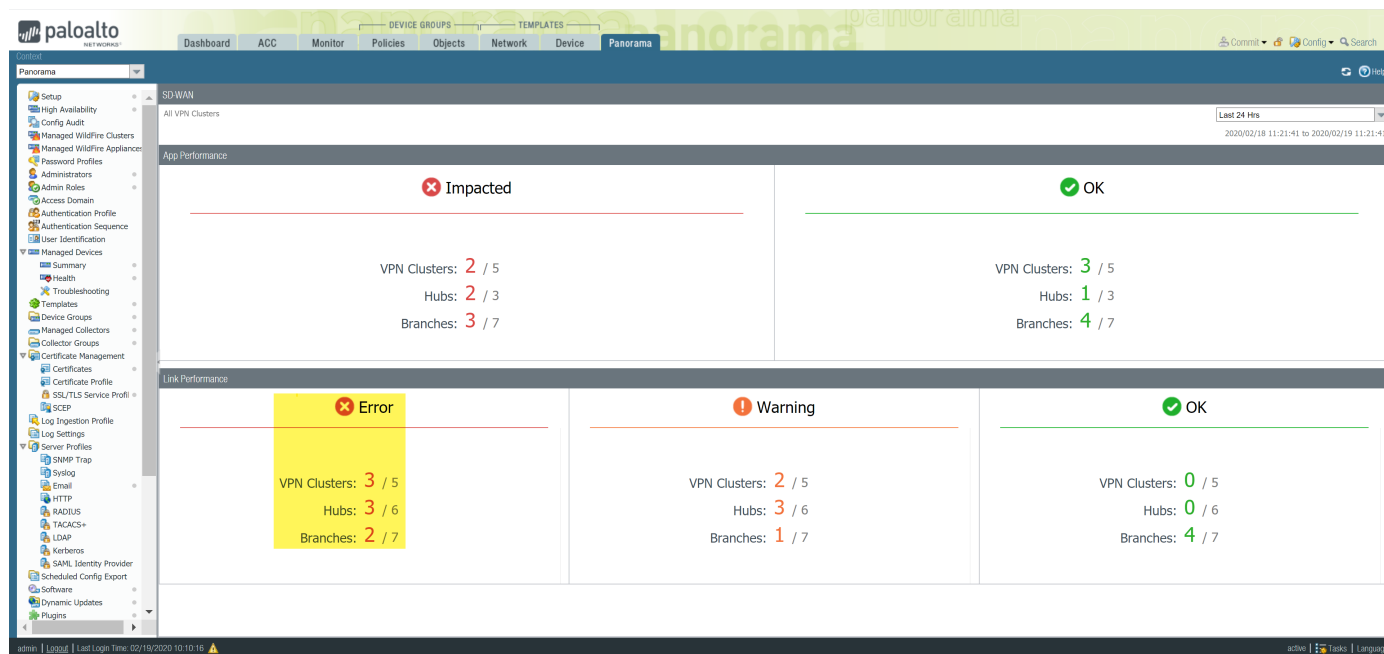 paloalto
NETWORKS
panorama
DEVICE GROUPS
TEMPLATES
Dashboard ACC Monitor Policies Objects Network Device Panorama
Commit Config Search
Context
Panorama
Help
Setup
High Availability
Config Audit
Managed WildFire Clusters
Managed WildFire Appliances
Password Profiles
Administrators
Admin Roles
Access Domain
Authentication Profile
Authentication Sequence
User Identification
Managed Devices
Summary
Health
Troubleshooting
Templates
Device Groups
Managed Collectors
Collector Groups
Certificate Management
Certificates
Certificate Profile
SSL/TLS Service Profil
SCEP
Log Ingestion Profile
Log Settings
Server Profiles
SNMP Trap
Syslog
Email
HTTP
RADIUS
TACACS+
LDAP
Kerberos
SAML Identity Provider
Scheduled Config Export
Software
Dynamic Updates
Plugins
SD-WAN
All VPN Clusters
Last 24 Hrs
2020/02/18 11:21:41 to 2020/02/19 11:21:41
App Performance
Impacted
VPN Clusters: 2 / 5
Hubs: 2 / 3
Branches: 3 / 7
OK
VPN Clusters: 3 / 5
Hubs: 1 / 3
Branches: 4 / 7
Link Performance
Error
VPN Clusters: 3 / 5
Hubs: 3 / 6
Branches: 2 / 7
Warning
VPN Clusters: 2 / 5
Hubs: 3 / 6
Branches: 1 / 7
OK
VPN Clusters: 0 / 5
Hubs: 0 / 6
Branches: 4 / 7
admin | Logout | Last Login Time: 02/19/2020 10:10:16
active | Tasks | Languag